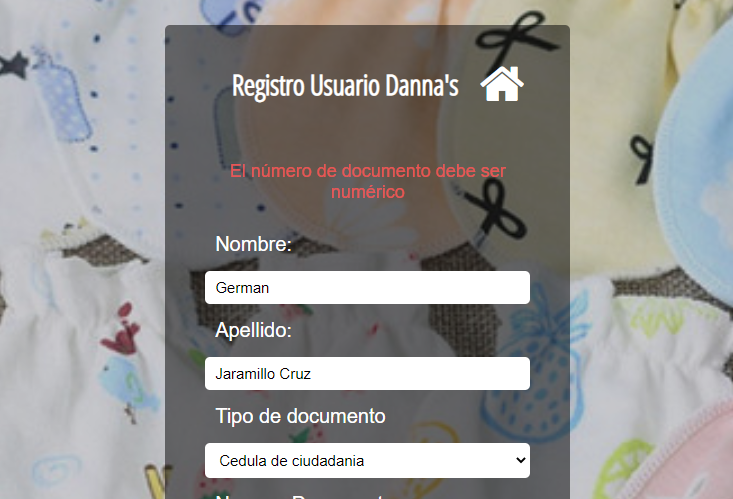 Registro Usuario Danna's
El número de documento debe ser
numérico
Nombre:
German
Apellido:
Jaramillo Cruz
Tipo de documento
Cedula de ciudadania